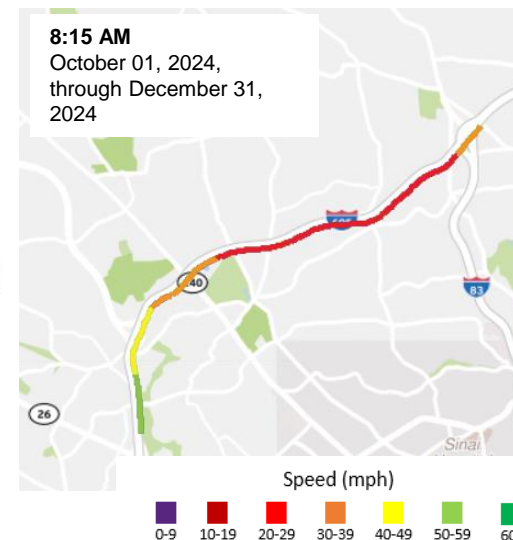 8:15 AM
October 01, 2024,
through December 31,
2024
140
83
26
Sinai
Speed (mph)
0-9 10-19 20-29 30-39 40-49 50-59 60